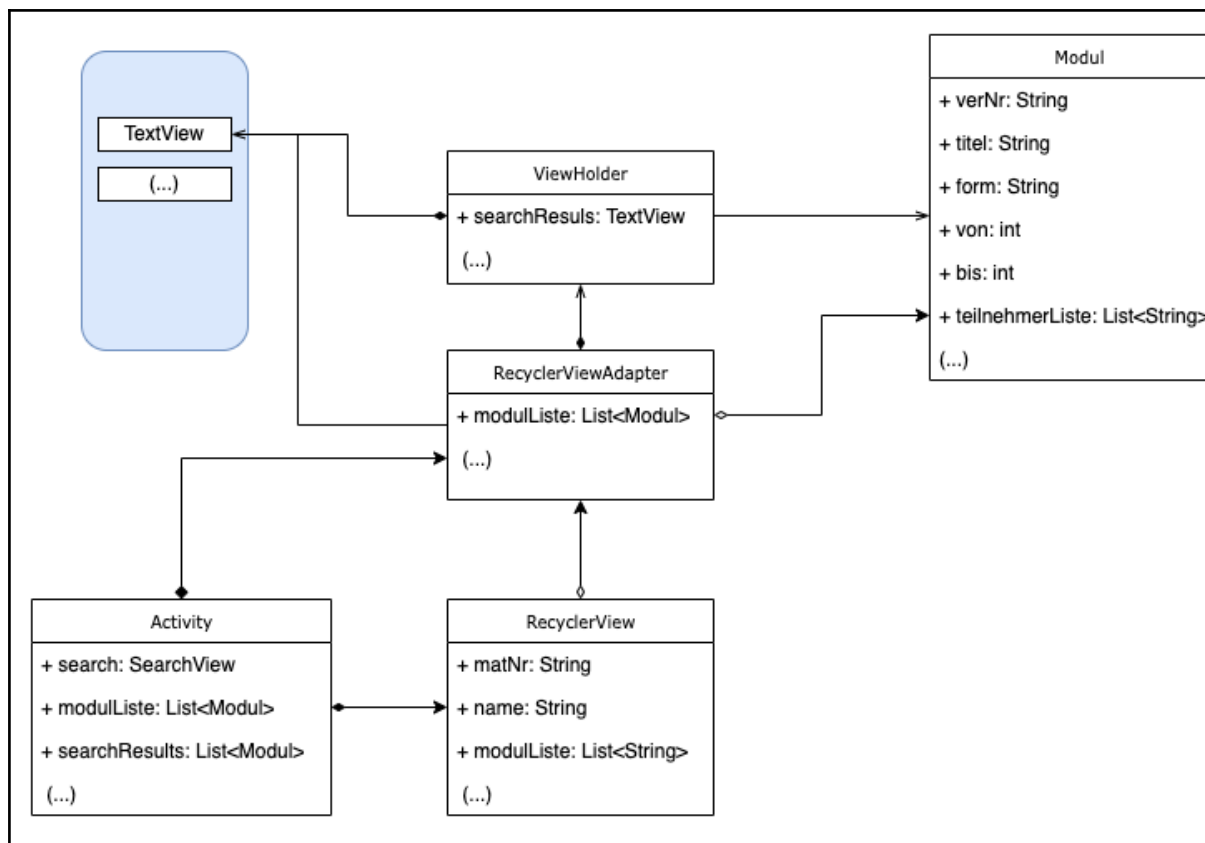 TextView
(...)
ViewHolder
+ searchResuls: TextView
(...)
Modul
+ verNr: String
+ titel: String
+ form: String
+ von: int
+ bis: int
+ teilnehmerListe: List<String>
(...)
RecyclerViewAdapter
+ modulListe: List<Modul>
(...)
Activity
+ search: SearchView
+ modulListe: List<Modul>
+ searchResults: List<Modul>
(...)
RecyclerView
+ matNr: String
+ name: String
+ modulListe: List<String>
(...)